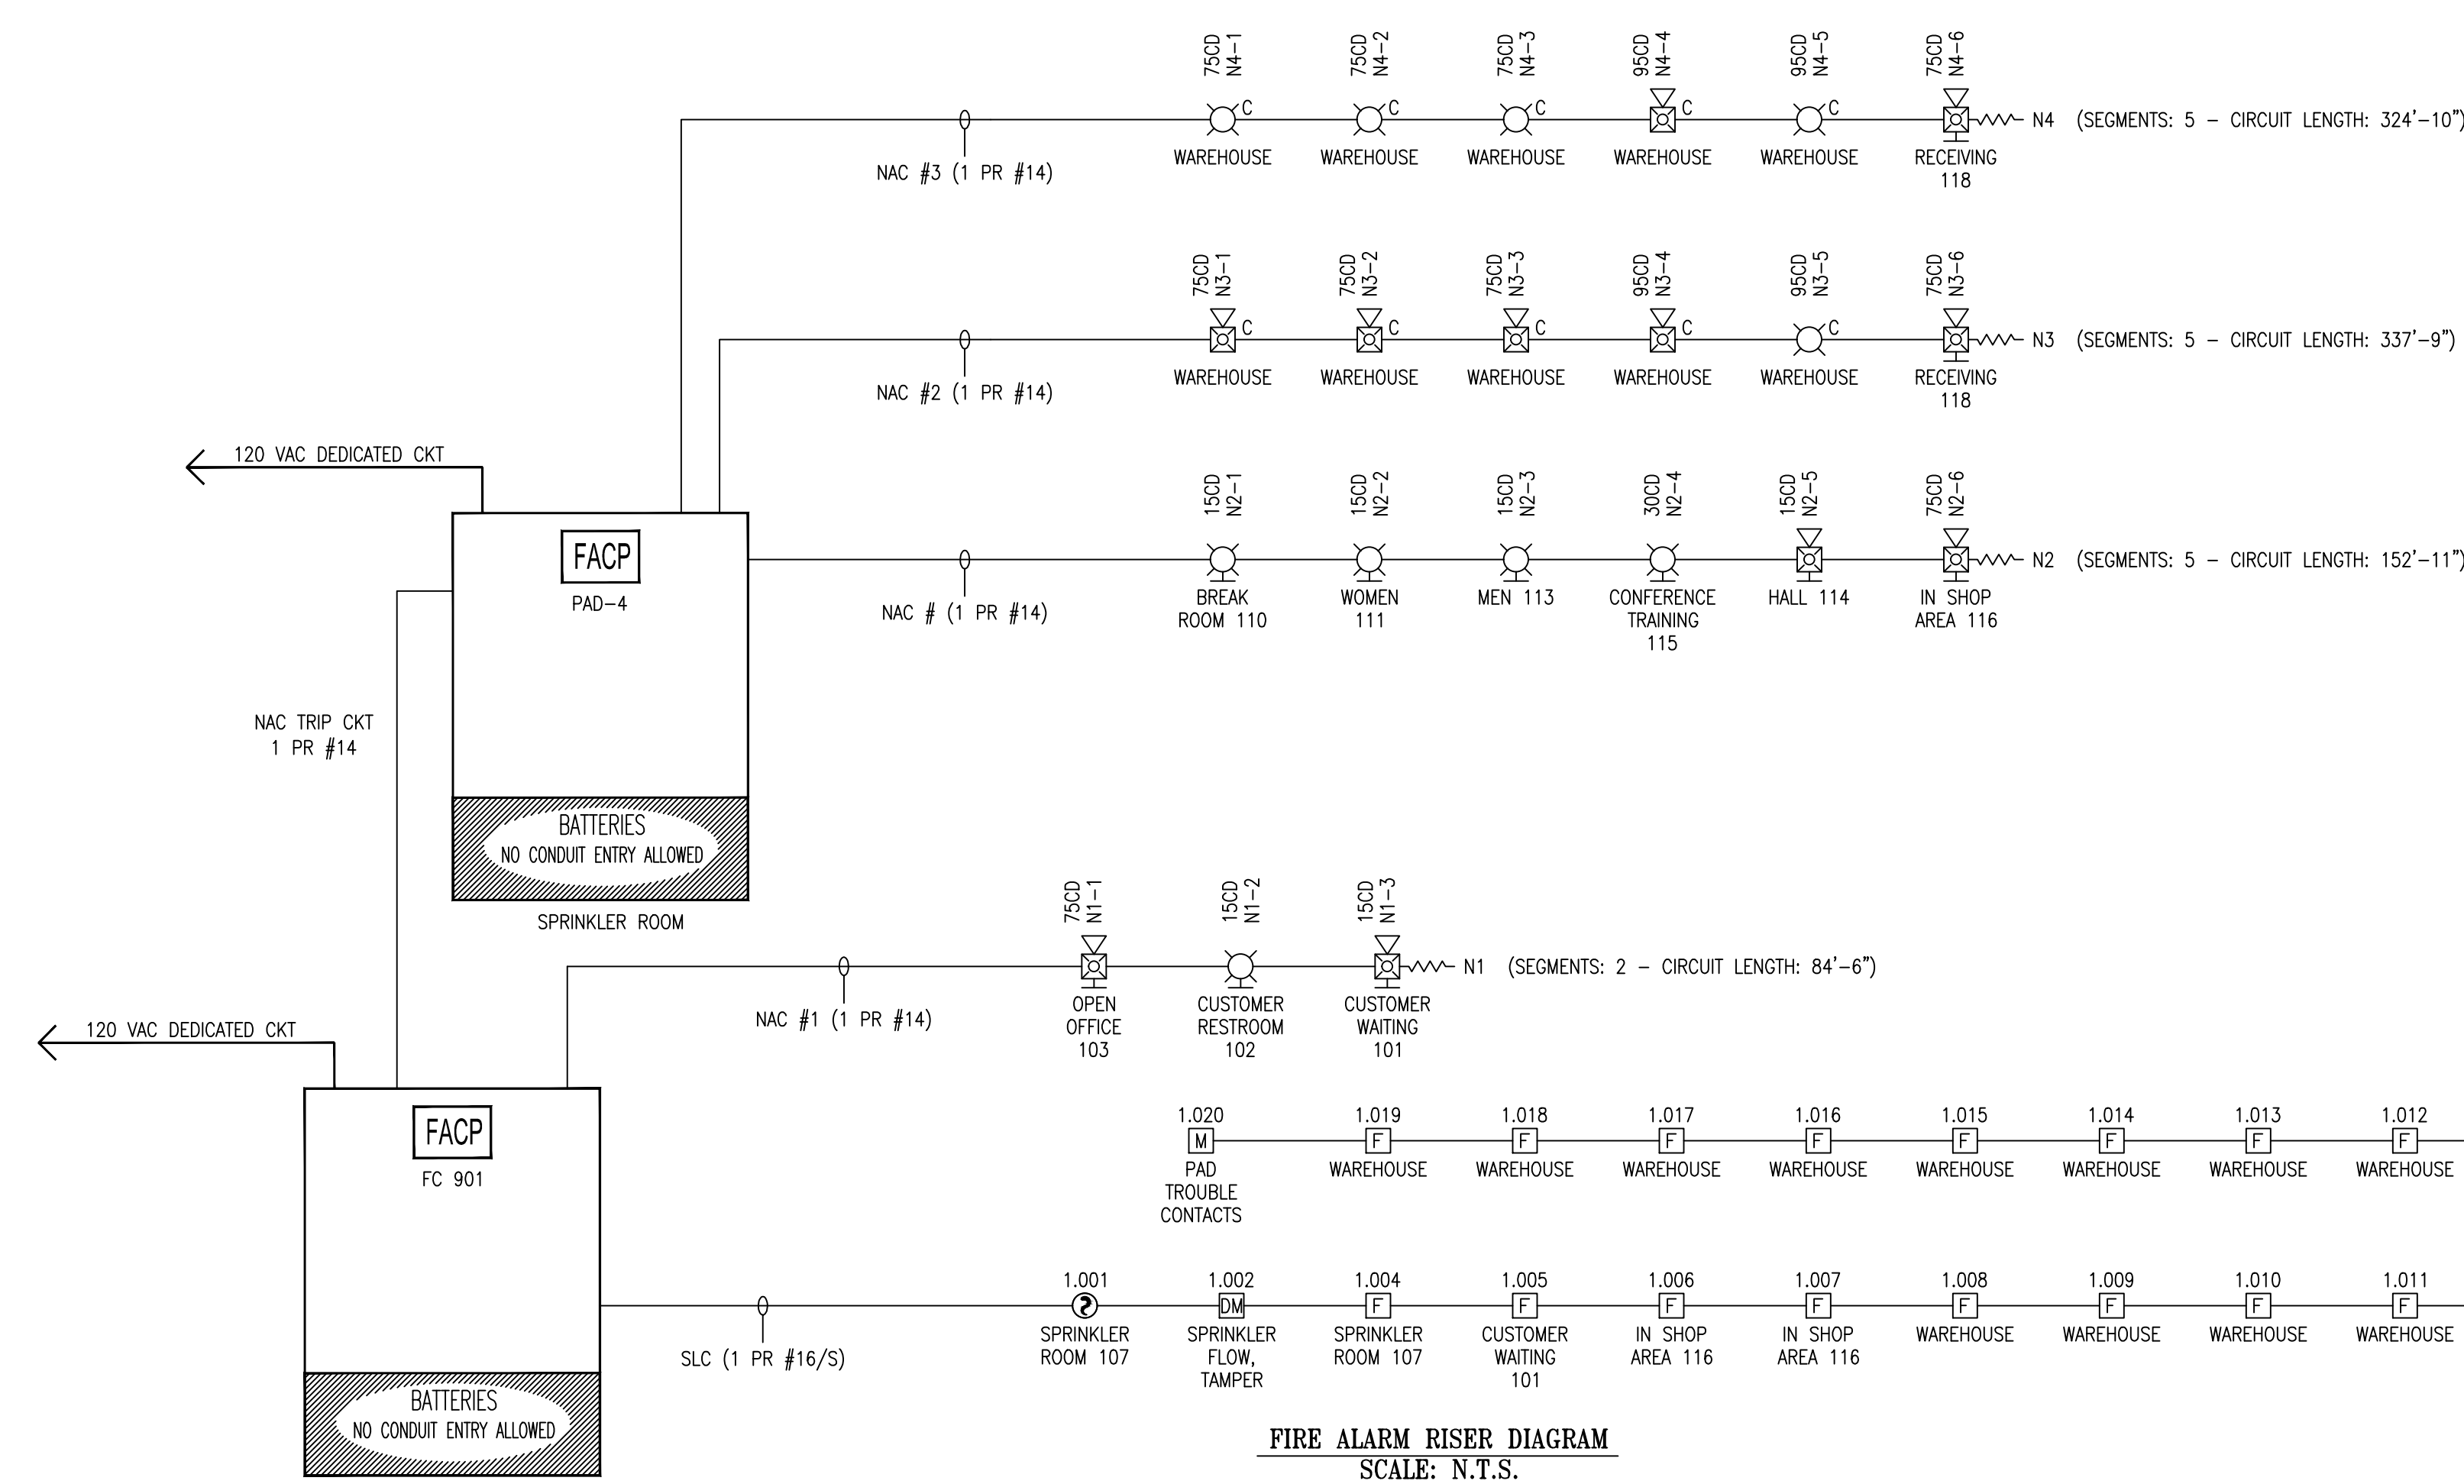 75CD
N4-1
75CD
N4-2
75CD
N4-3
95CD
N4-4
95CD
N4-5
75CD
N4-6
C
C
C
C
C
N4 (SEGMENTS: 5 - CIRCUIT LENGTH: 324'-10")
NAC #3 (1 PR #14)
WAREHOUSE
WAREHOUSE
WAREHOUSE
WAREHOUSE
WAREHOUSE
RECEIVING
118
75CD
N3-1
75CD
N3-2
75CD
N3-3
95CD
N3-4
95CD
N3-5
75CD
N3-6
C
C
C
C
C
N3 (SEGMENTS: 5 - CIRCUIT LENGTH: 337'-9")
NAC #2 (1 PR #14)
WAREHOUSE
WAREHOUSE
WAREHOUSE
WAREHOUSE
WAREHOUSE
RECEIVING
118
120 VAC DEDICATED CKT
15CD
N2-1
15CD
N2-2
15CD
N2-3
30CD
N2-4
15CD
N2-5
75CD
N2-6
N2 (SEGMENTS: 5 - CIRCUIT LENGTH: 152'-11")
FACP
PAD-4
NAC # (1 PR #14)
BREAK
ROOM 110
WOMEN
111
MEN 113
CONFERENCE
TRAINING
115
HALL 114
IN SHOP
AREA 116
NAC TRIP CKT
1 PR #14
BATTERIES
NO CONDUIT ENTRY ALLOWED
SPRINKLER ROOM
75CD
N1-1
15CD
N1-2
15CD
N1-3
N1 (SEGMENTS: 2 - CIRCUIT LENGTH: 84'-6")
NAC #1 (1 PR #14)
OPEN
OFFICE
103
CUSTOMER
RESTROOM
102
CUSTOMER
WAITING
101
120 VAC DEDICATED CKT
FACP
FC 901
1.020
1.019
1.018
1.017
1.016
1.015
1.014
1.013
1.012
M
F
F
F
F
F
F
F
F
PAD
TROUBLE
CONTACTS
WAREHOUSE
WAREHOUSE
WAREHOUSE
WAREHOUSE
WAREHOUSE
WAREHOUSE
WAREHOUSE
WAREHOUSE
SLC (1 PR #16/S)
1.001
1.002
1.004
1.005
1.006
1.007
1.008
1.009
1.010
1.011
DM
F
F
F
F
F
F
F
F
SPRINKLER
ROOM 107
SPRINKLER
FLOW,
TAMPER
SPRINKLER
ROOM 107
CUSTOMER
WAITING
101
IN SHOP
AREA 116
IN SHOP
AREA 116
WAREHOUSE
WAREHOUSE
WAREHOUSE
WAREHOUSE
BATTERIES
NO CONDUIT ENTRY ALLOWED
FIRE ALARM RISER DIAGRAM
SCALE: N.T.S.